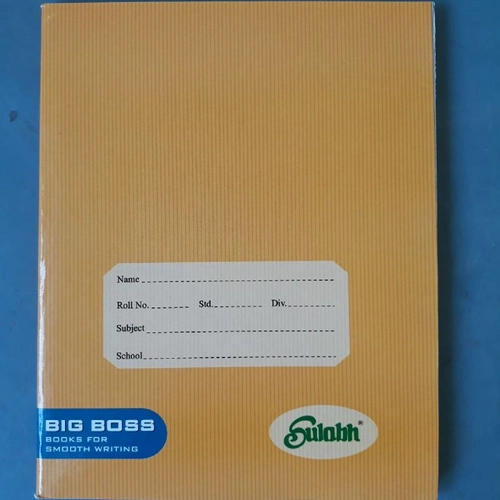 Name
Roll No. Std. Div.
Subject
School
BIG BOSS
BOOKS FOR
SMOOTH WRITING
Sulabh®